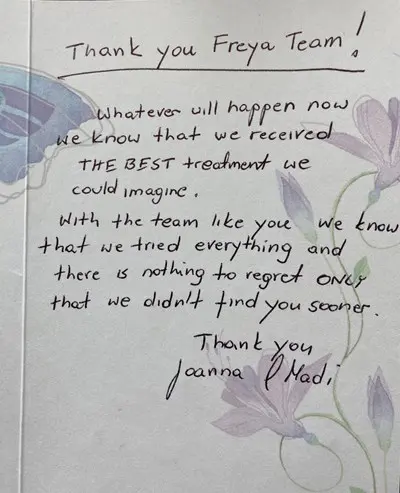 Thank you Freya Team!
Whatever will happen now
we know that we received
THE BEST treatment we
could imagine.
With the team like you we know
that we tried everything and
there is nothing to regret ONLY
that we didn't find you sooner.
Thank you
Joanna & Madi